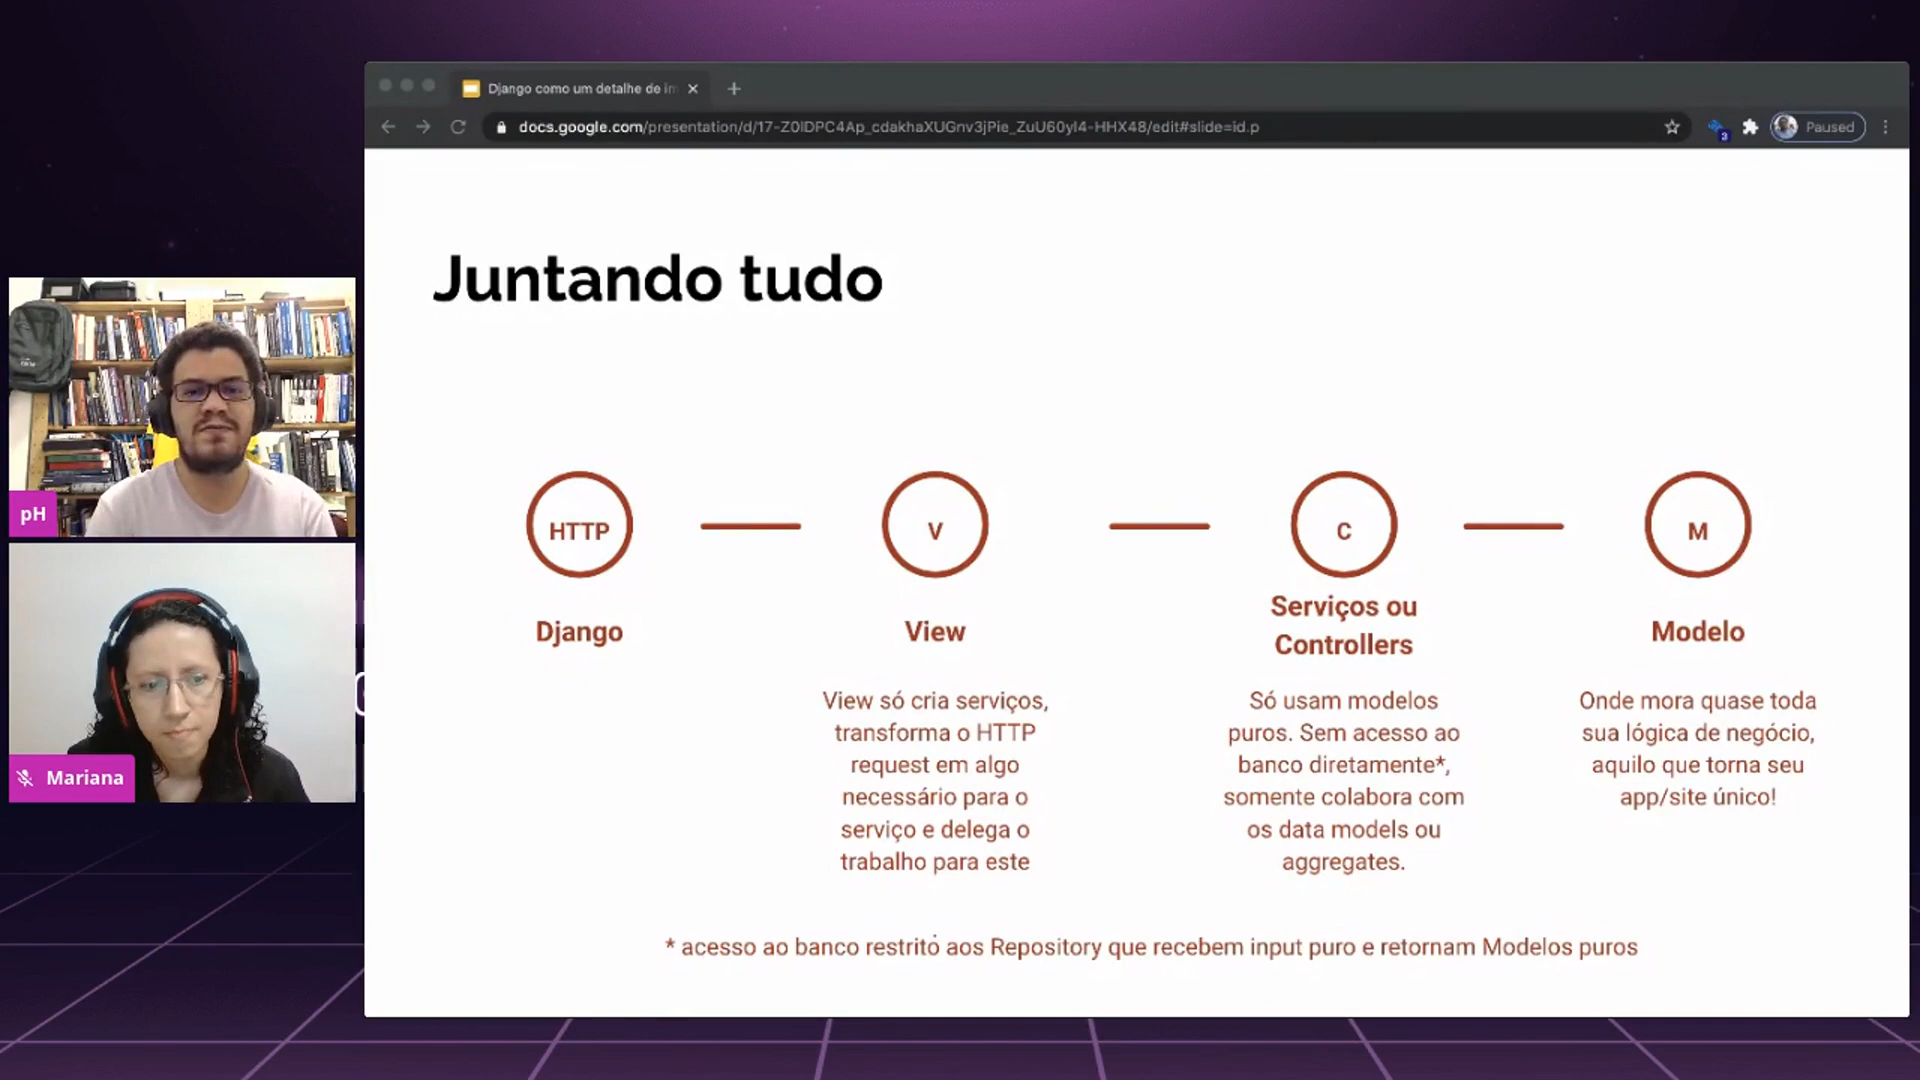 Django como um detalhe de im
docs.google.com/presentation/d/17-Z0IDPC4Ap_cdakhaXUGnv3jPie_ZuU60yI4-HHX48/edit#slide=id.p
3
Paused
Juntando tudo
HTTP
V
C
M
Django
View
Serviços ou
Controllers
Modelo
View só cria serviços,
transforma o HTTP
request em algo
necessário para o
serviço e delega o
trabalho para este
Só usam modelos
puros. Sem acesso ao
banco diretamente*,
somente colabora com
os data models ou
aggregates.
Onde mora quase toda
sua lógica de negócio,
aquilo que torna seu
app/site único!
* acesso ao banco restrito aos Repository que recebem input puro e retornam Modelos puros
pH
Mariana